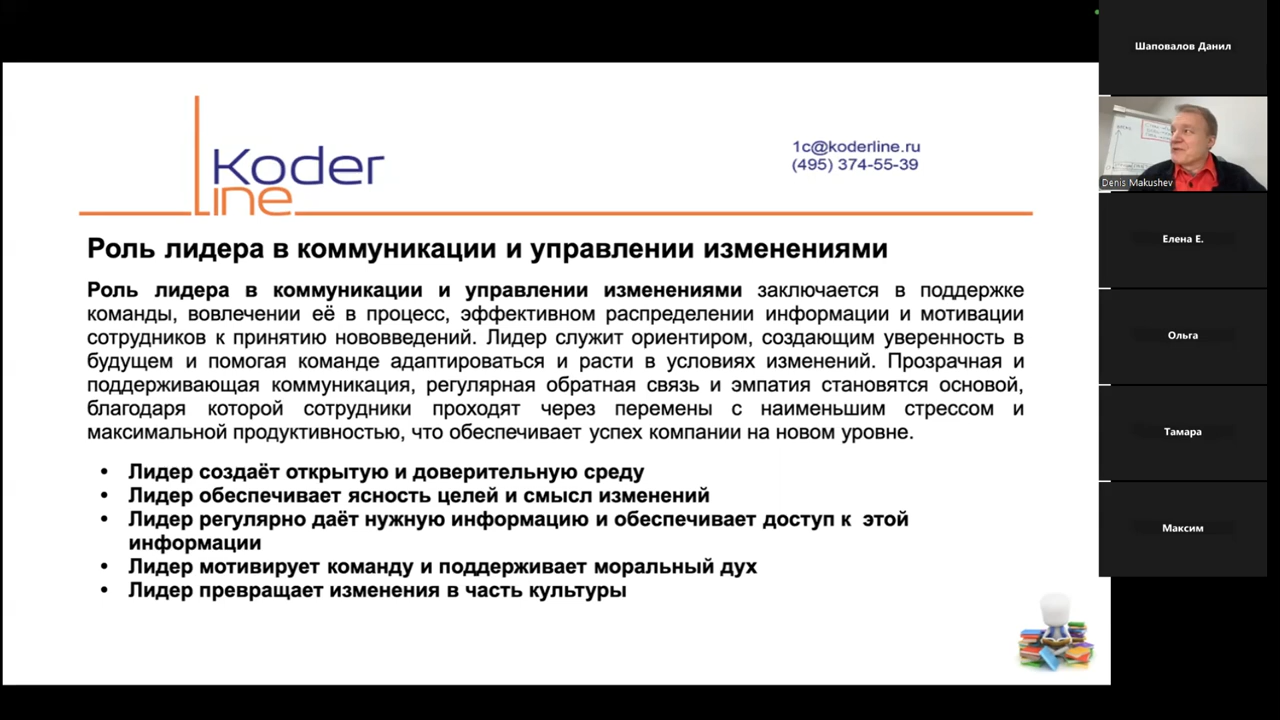 Koder
line
1c@koderline.ru
(495) 374-55-39
Роль лидера в коммуникации и управлении изменениями
Роль лидера в коммуникации и управлении изменениями заключается в поддержке
команды, вовлечении её в процесс, эффективном распределении информации и мотивации
сотрудников к принятию нововведений. Лидер служит ориентиром, создающим уверенность в
будущем и помогая команде адаптироваться и расти в условиях изменений. Прозрачная и
поддерживающая коммуникация, регулярная обратная связь и эмпатия становятся основой,
благодаря которой сотрудники проходят через перемены с наименьшим стрессом и
максимальной продуктивностью, что обеспечивает успех компании на новом уровне.
• Лидер создаёт открытую и доверительную среду
• Лидер обеспечивает ясность целей и смысл изменений
• Лидер регулярно даёт нужную информацию и обеспечивает доступ к этой
информации
• Лидер мотивирует команду и поддерживает моральный дух
• Лидер превращает изменения в часть культуры
Шаповалов Данил
Denis Makushev
Елена Е.
Ольга
Тамара
Максим